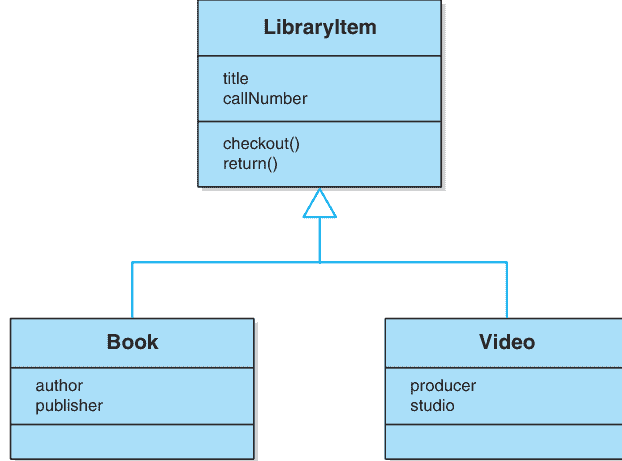 LibraryItem
title
callNumber
checkout()
return()
Book
author
publisher
Video
producer
studio